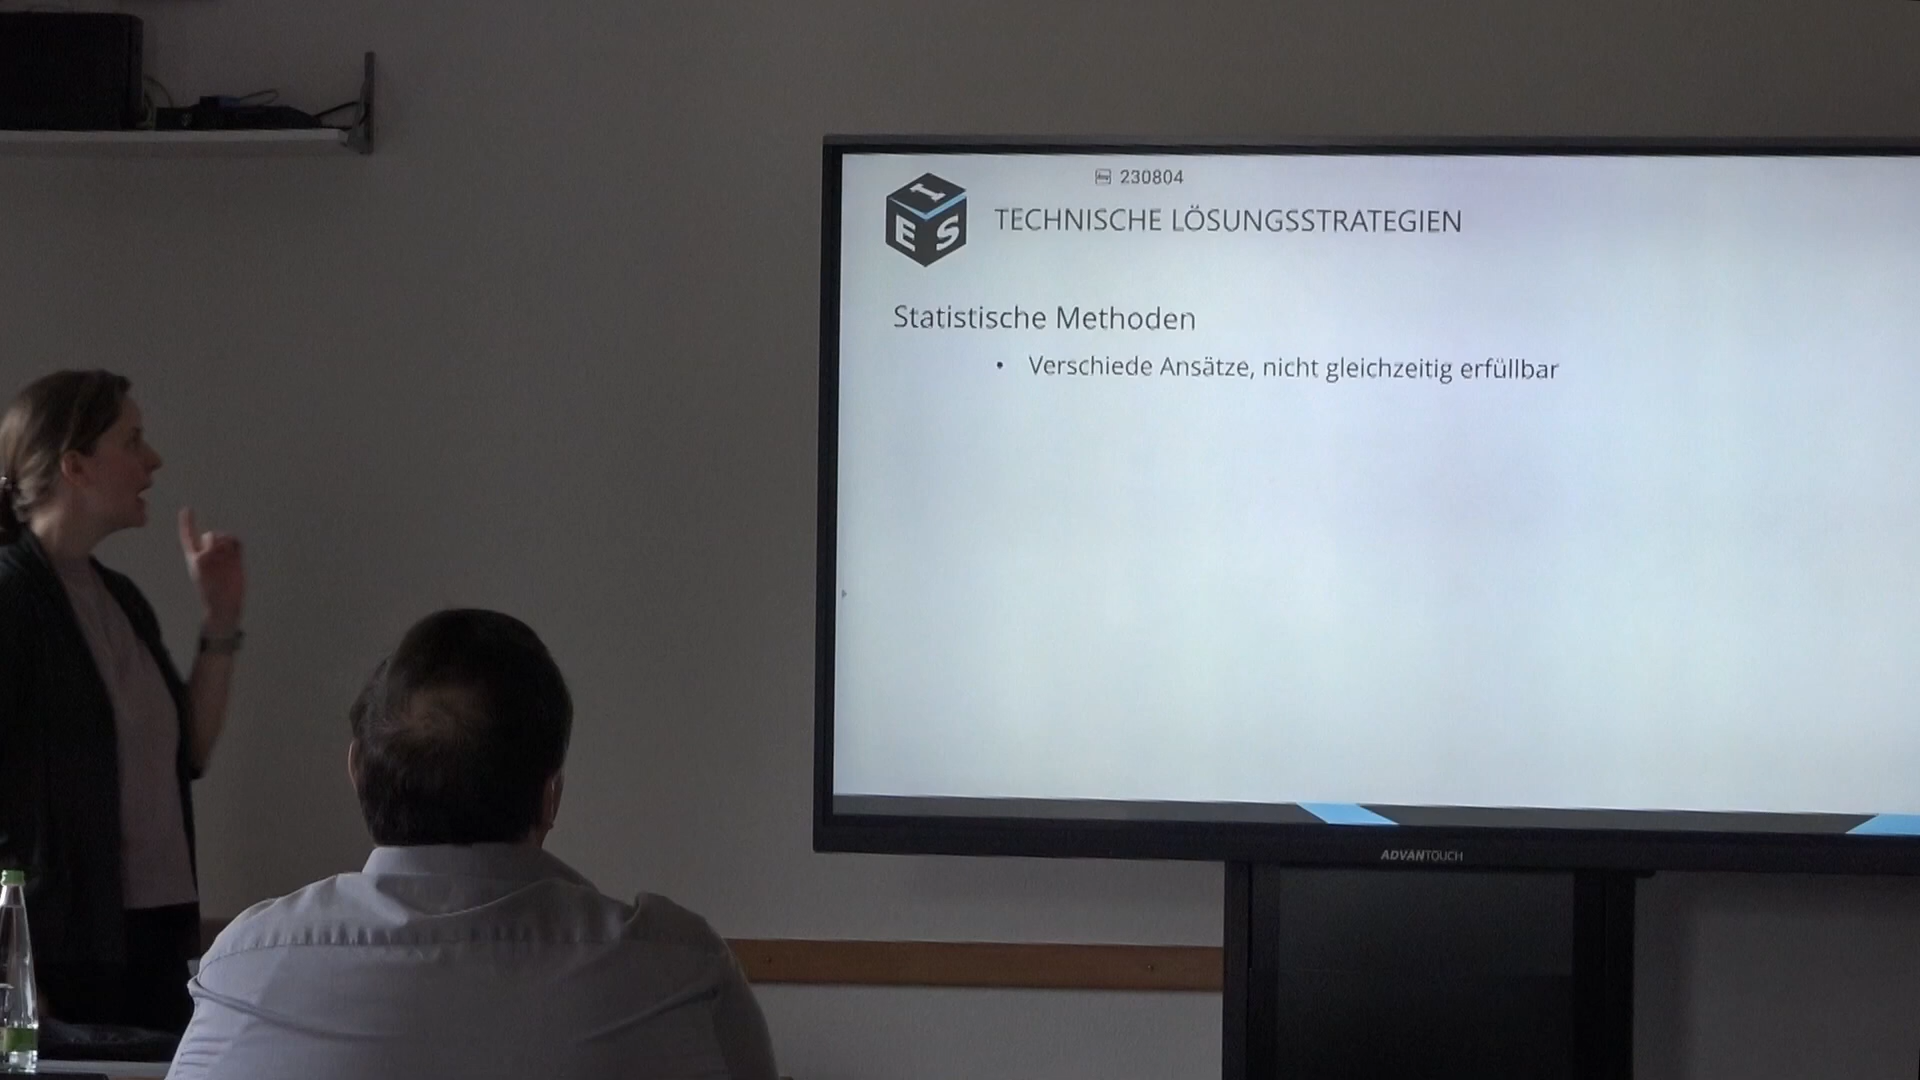 230804
I
E S
TECHNISCHE LÖSUNGSSTRATEGIEN
Statistische Methoden
• Verschiede Ansätze, nicht gleichzeitig erfüllbar
ADVANTOUCH